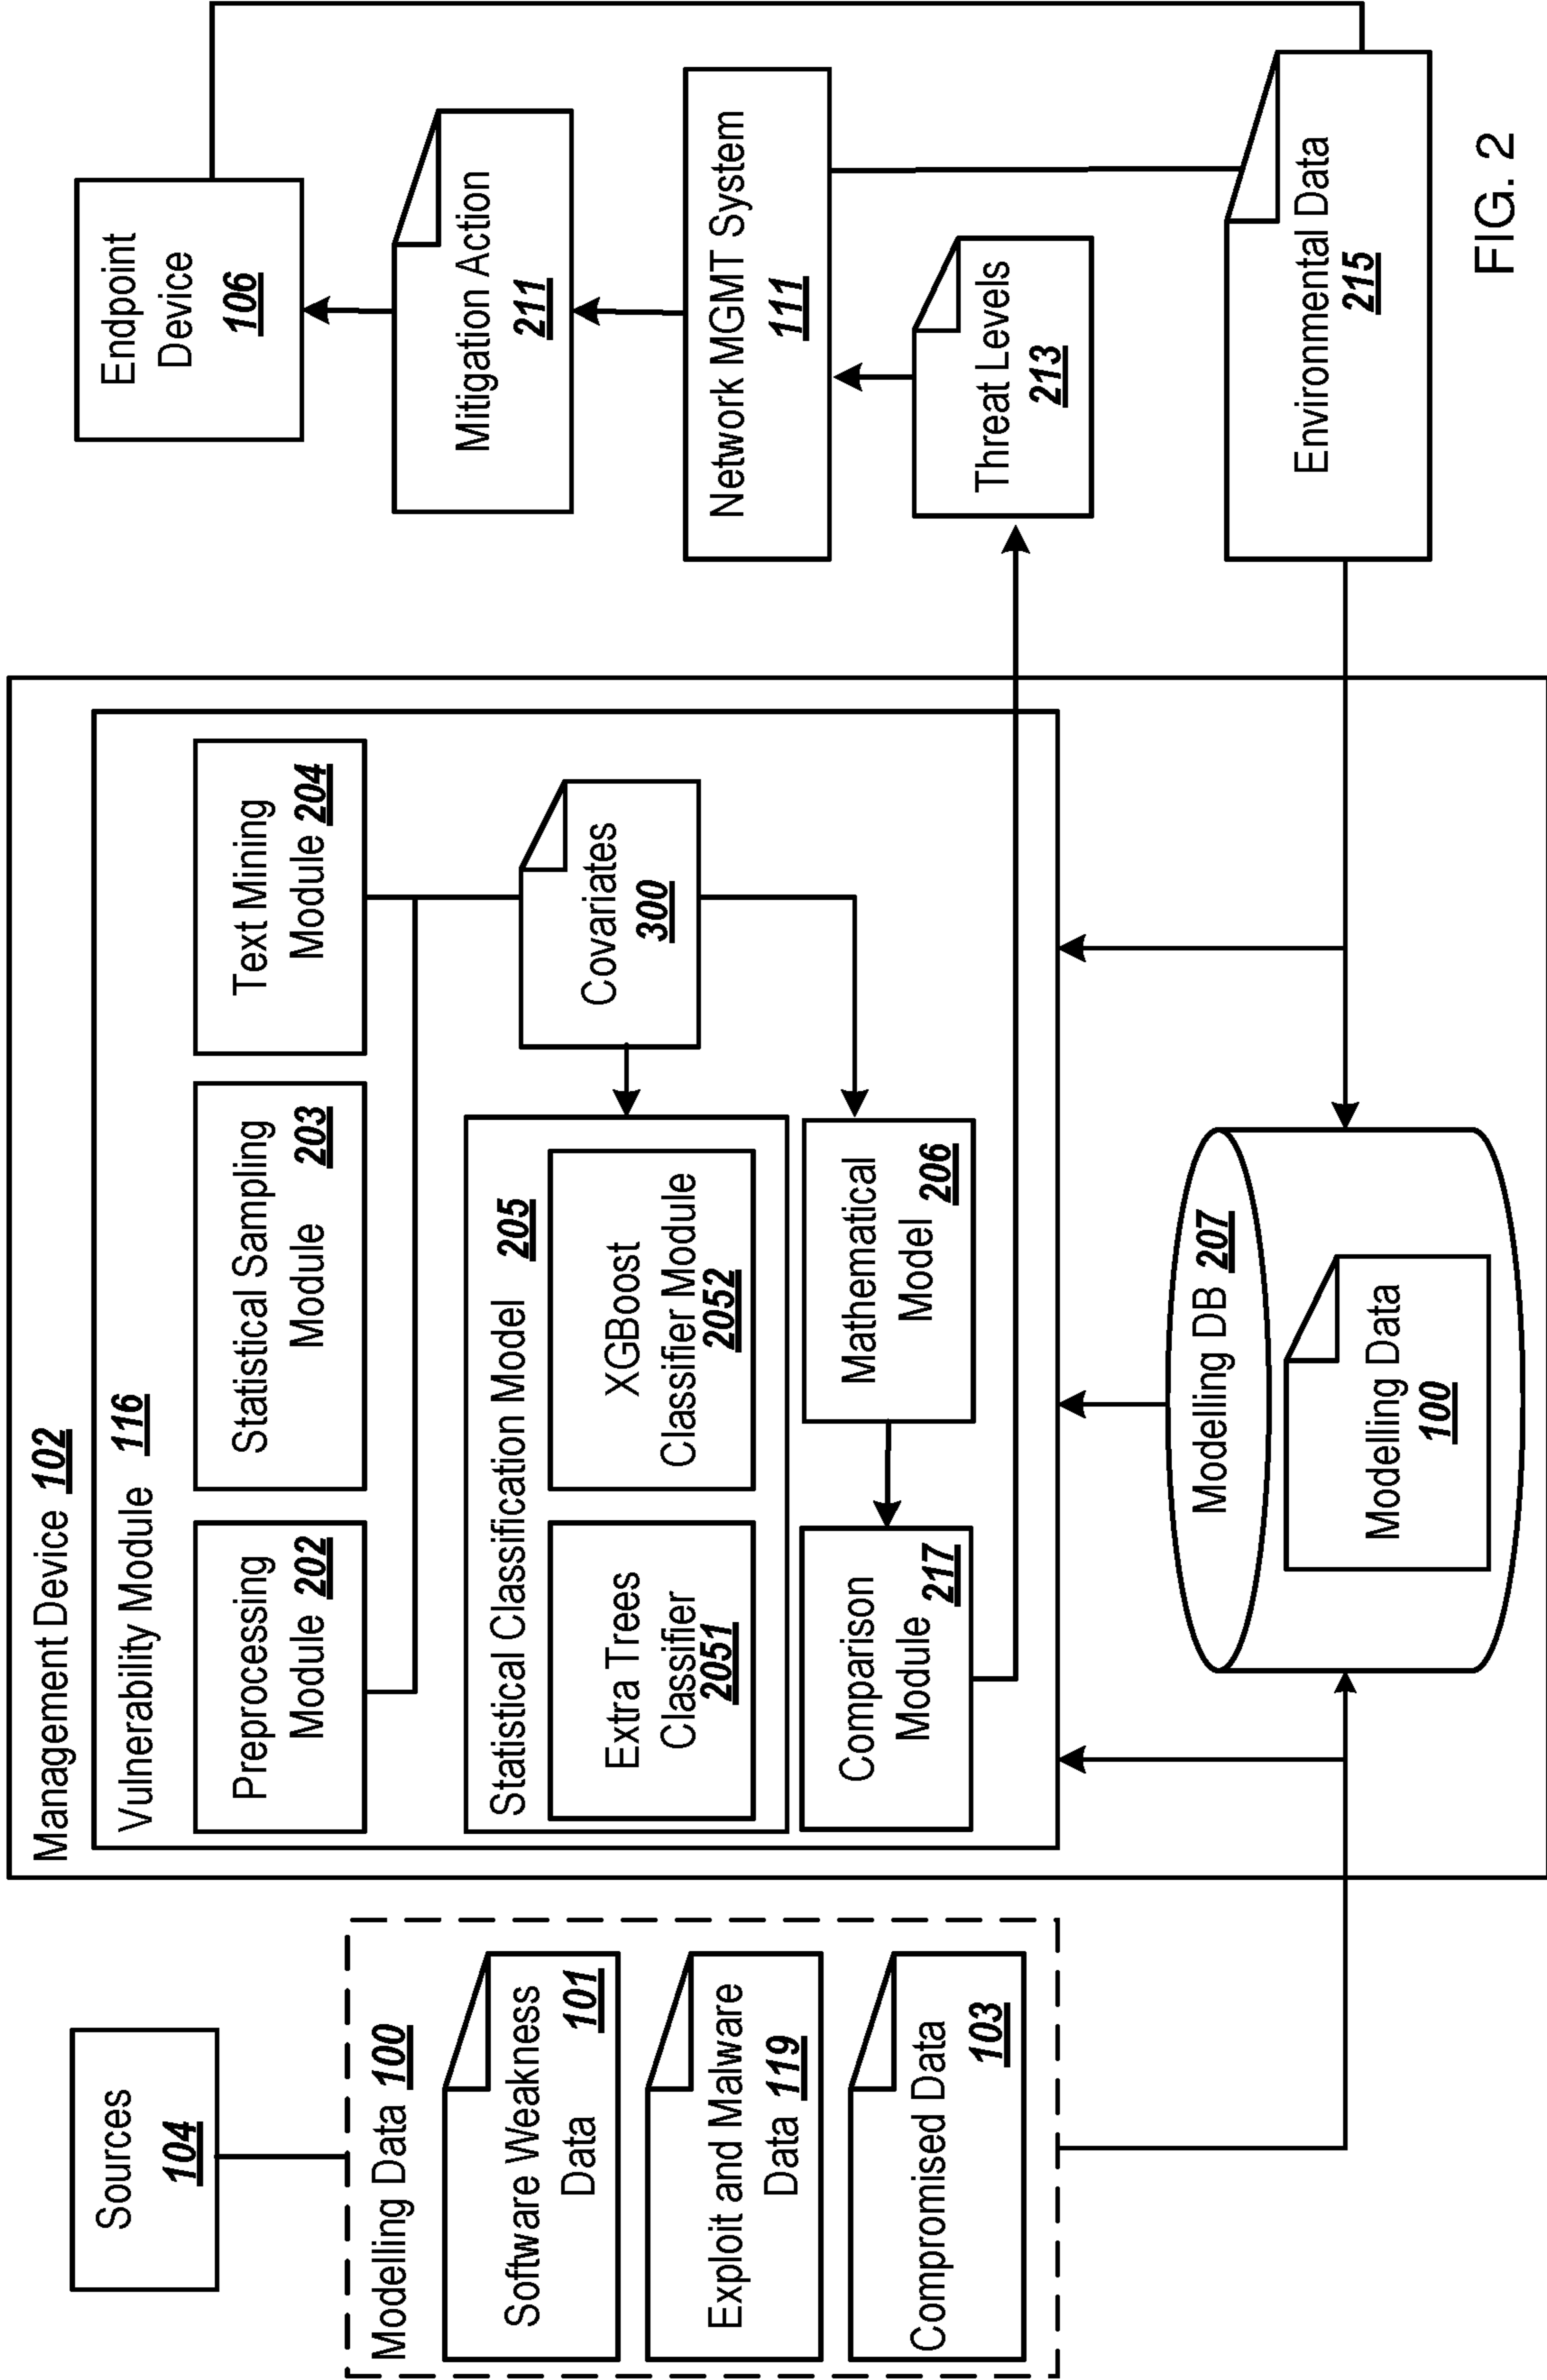 Sources
104
Modelling Data 100
Software Weakness
Data 101
Exploit and Malware
Data 119
Compromised Data
103
Management Device 102
Vulnerability Module 116
Preprocessing
Module 202
Statistical Sampling
Module 203
Text Mining
Module 204
Covariates
300
Statistical Classification Model 205
Extra Trees
Classifier
2051
XGBoost
Classifier Module
2052
Comparison
Module 217
Mathematical
Model 206
Modelling DB 207
Modelling Data
100
Endpoint
Device
106
Mitigation Action
211
Network MGMT System
111
Threat Levels
213
Environmental Data
215
FIG. 2